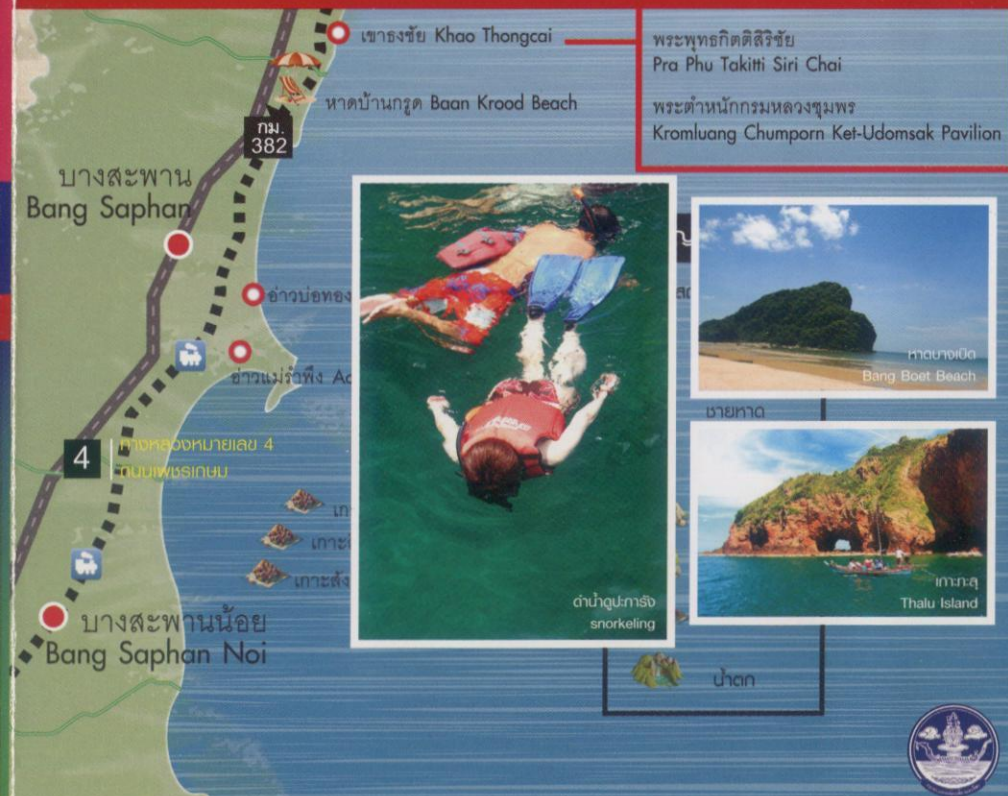 เขาธงชัย Khao Thongcai
พระพุทธกิตติสิริชัย
Pra Phu Takitti Siri Chai
พระตำหนักกรมหลวงชุมพร
Kromluang Chumporn Ket-Udomsak Pavilion
หาดบ้านกรูด Baan Krood Beach
กม.
382
บางสะพาน
Bang Saphan
อ่าวบ่อทอง
อ่าวแม่รำพึง
หาดบางเบิด
Bang Boet Beach
ชายหาด
4
ทางหลวงหมายเลข 4
ถนนเพชรเกษม
เกาะทะลุ
Thalu Island
ดำน้ำดูปะการัง
snorkeling
บางสะพานน้อย
Bang Saphan Noi
น้ำตก